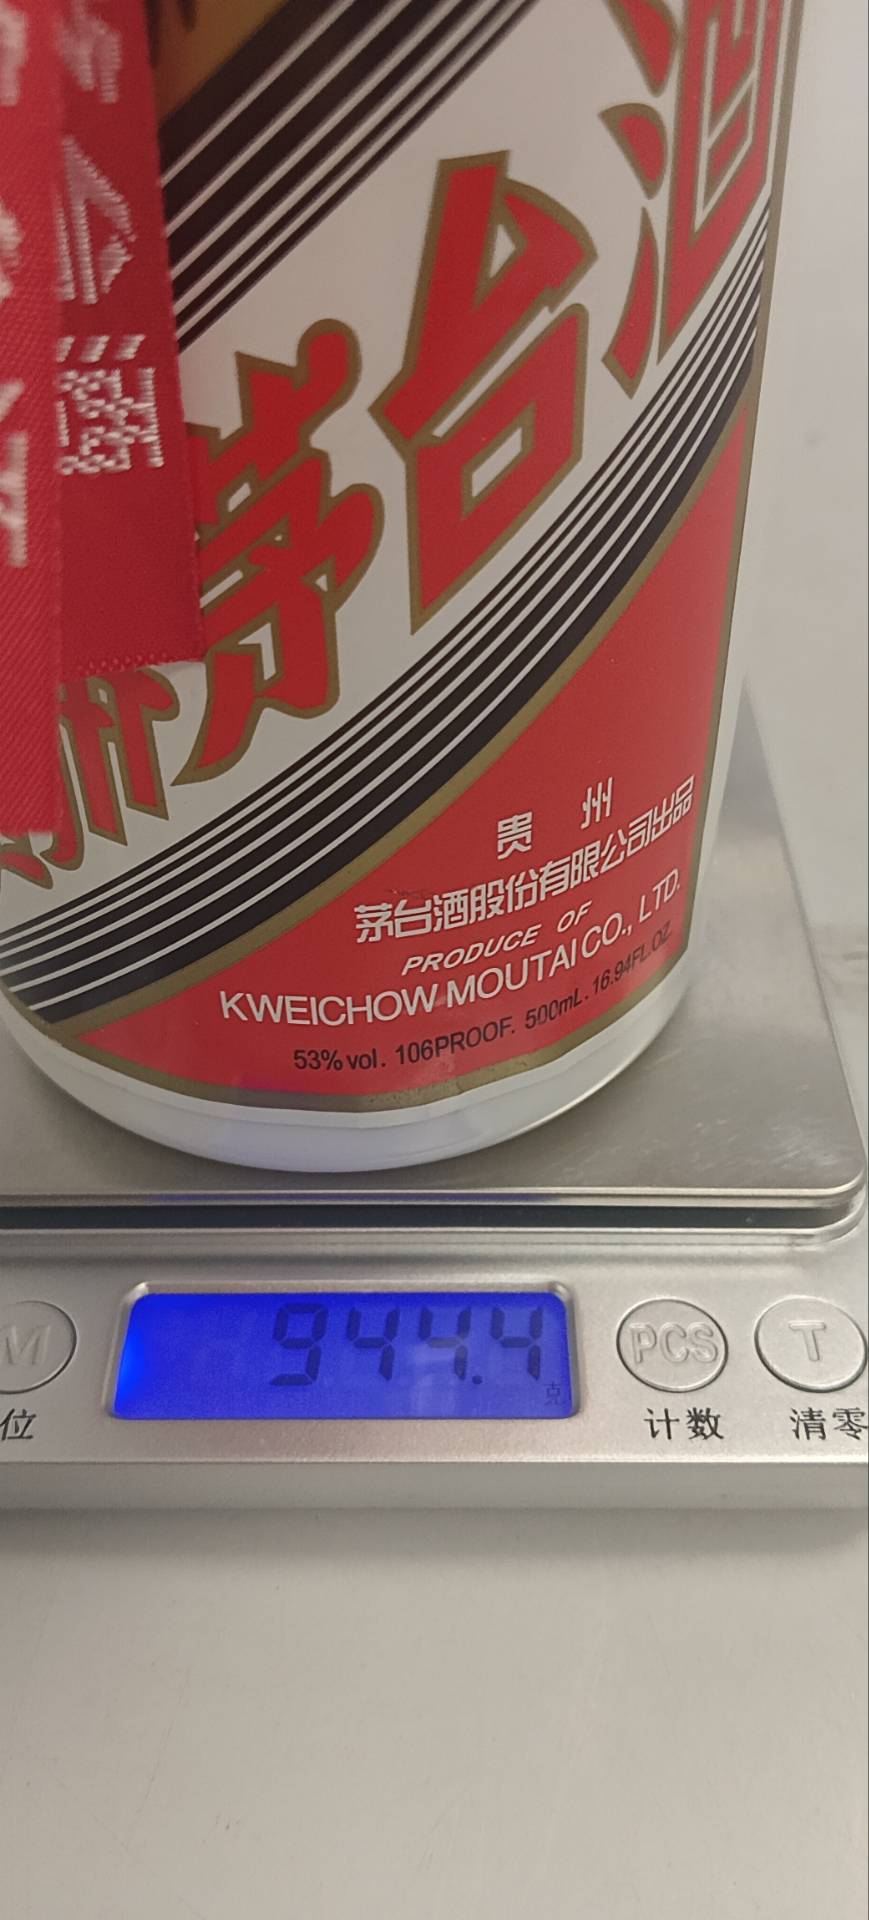 茅台酒
贵州
茅台酒股份有限公司出品
PRODUCE OF
KWEICHOW MOUTAI CO., LTD.
53% vol. 106PROOF. 500mL. 16.94FL.OZ.
944.4
克
M
PCS
T
位
计数
清零